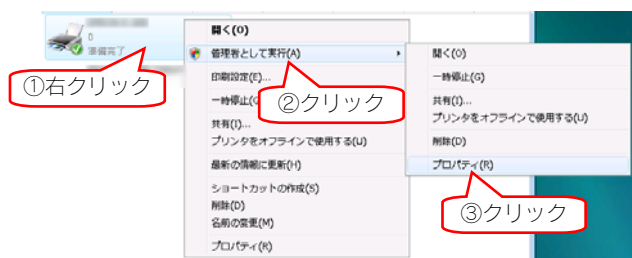 0
準備完了
①右クリック
開く(O)
管理者として実行(A)
印刷設定(E)...
一時停止(G
②クリック
共有(I)...
プリンタをオフラインで使用する(U)
最新の情報に更新(H)
ショートカットの作成(S)
削除(D)
名前の変更(M)
プロパティ(R)
開く(O)
一時停止(G)
共有(I)...
プリンタをオフラインで使用する(U)
削除(D)
プロパティ(R)
③クリック